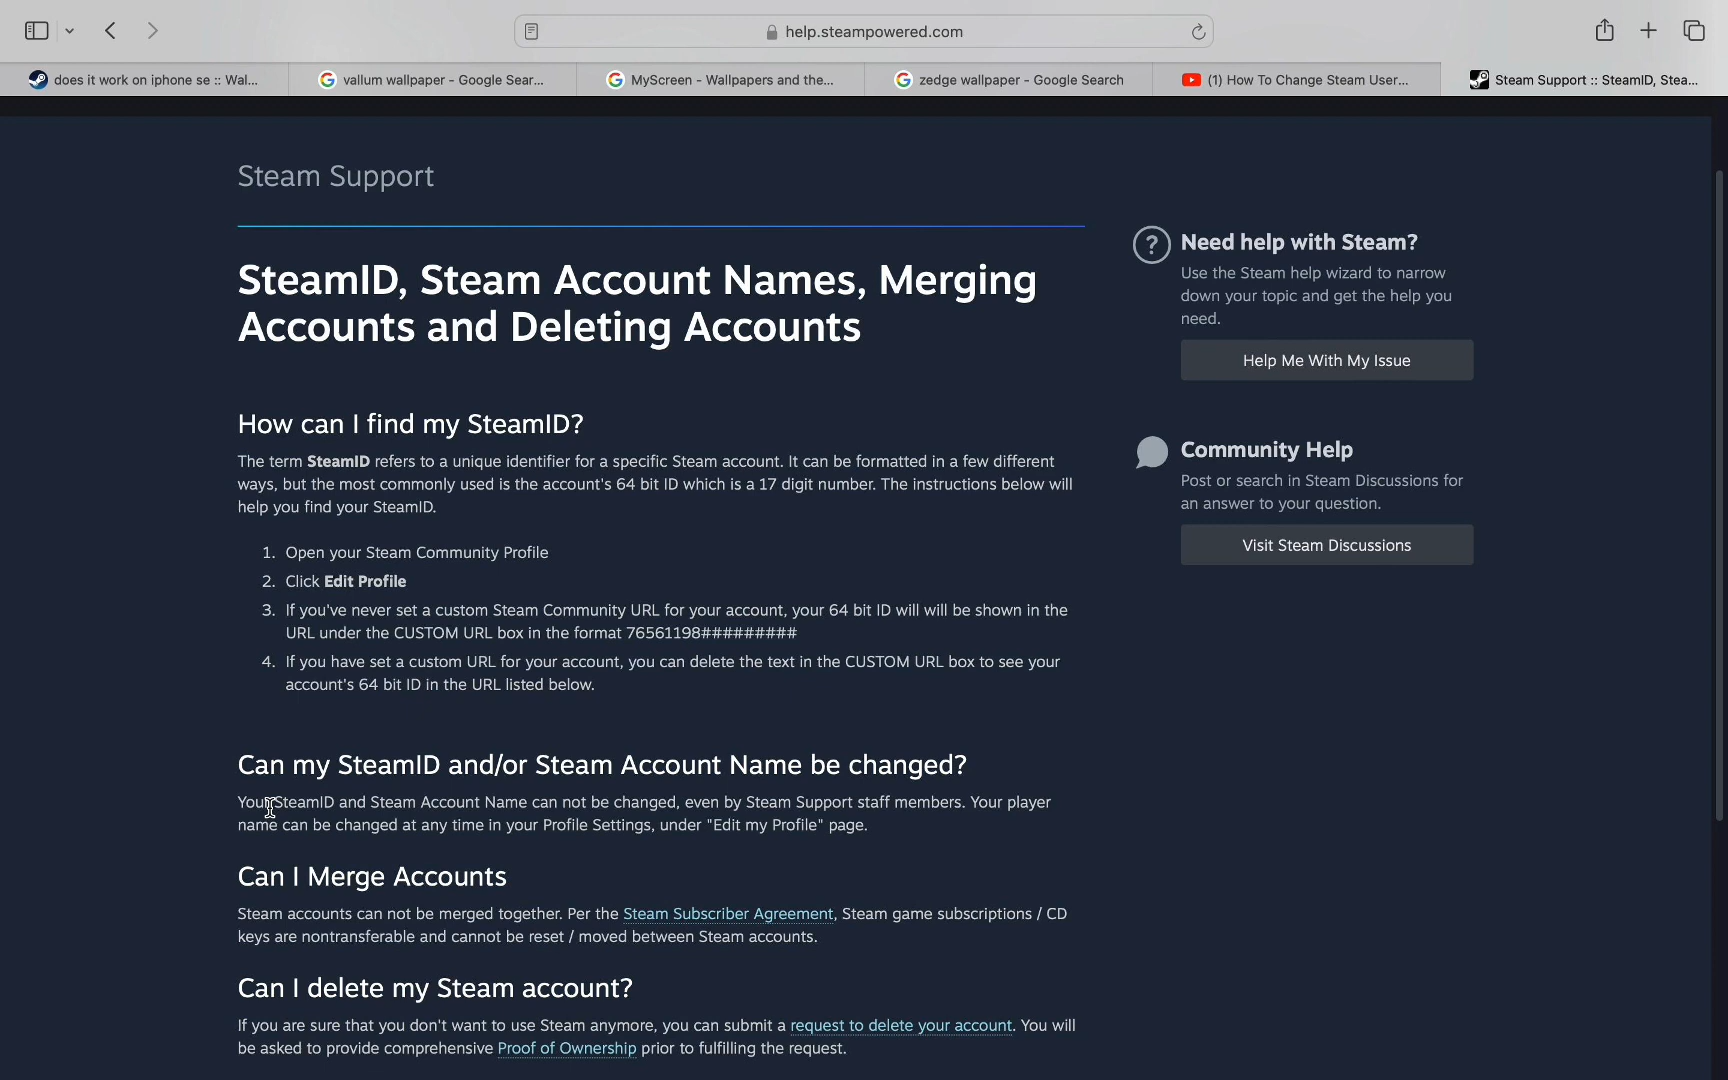 help.steampowered.com
does it work on iphone se :: Wal...
vallum wallpaper - Google Sear...
MyScreen - Wallpapers and the...
zedge wallpaper - Google Search
(1) How To Change Steam User...
Steam Support :: SteamID, Stea...
Steam Support
SteamID, Steam Account Names, Merging
Accounts and Deleting Accounts
How can I find my SteamID?
The term SteamID refers to a unique identifier for a specific Steam account. It can be formatted in a few different
ways, but the most commonly used is the account's 64 bit ID which is a 17 digit number. The instructions below will
help you find your SteamID.
1. Open your Steam Community Profile
2. Click Edit Profile
3. If you've never set a custom Steam Community URL for your account, your 64 bit ID will will be shown in the
URL under the CUSTOM URL box in the format 76561198#########
4. If you have set a custom URL for your account, you can delete the text in the CUSTOM URL box to see your
account's 64 bit ID in the URL listed below.
Can my SteamID and/or Steam Account Name be changed?
Your SteamID and Steam Account Name can not be changed, even by Steam Support staff members. Your player
name can be changed at any time in your Profile Settings, under "Edit my Profile" page.
Can I Merge Accounts
Steam accounts can not be merged together. Per the Steam Subscriber Agreement, Steam game subscriptions / CD
keys are nontransferable and cannot be reset / moved between Steam accounts.
Can I delete my Steam account?
If you are sure that you don't want to use Steam anymore, you can submit a request to delete your account. You will
be asked to provide comprehensive Proof of Ownership prior to fulfilling the request.
Need help with Steam?
Use the Steam help wizard to narrow
down your topic and get the help you
need.
Help Me With My Issue
Community Help
Post or search in Steam Discussions for
an answer to your question.
Visit Steam Discussions